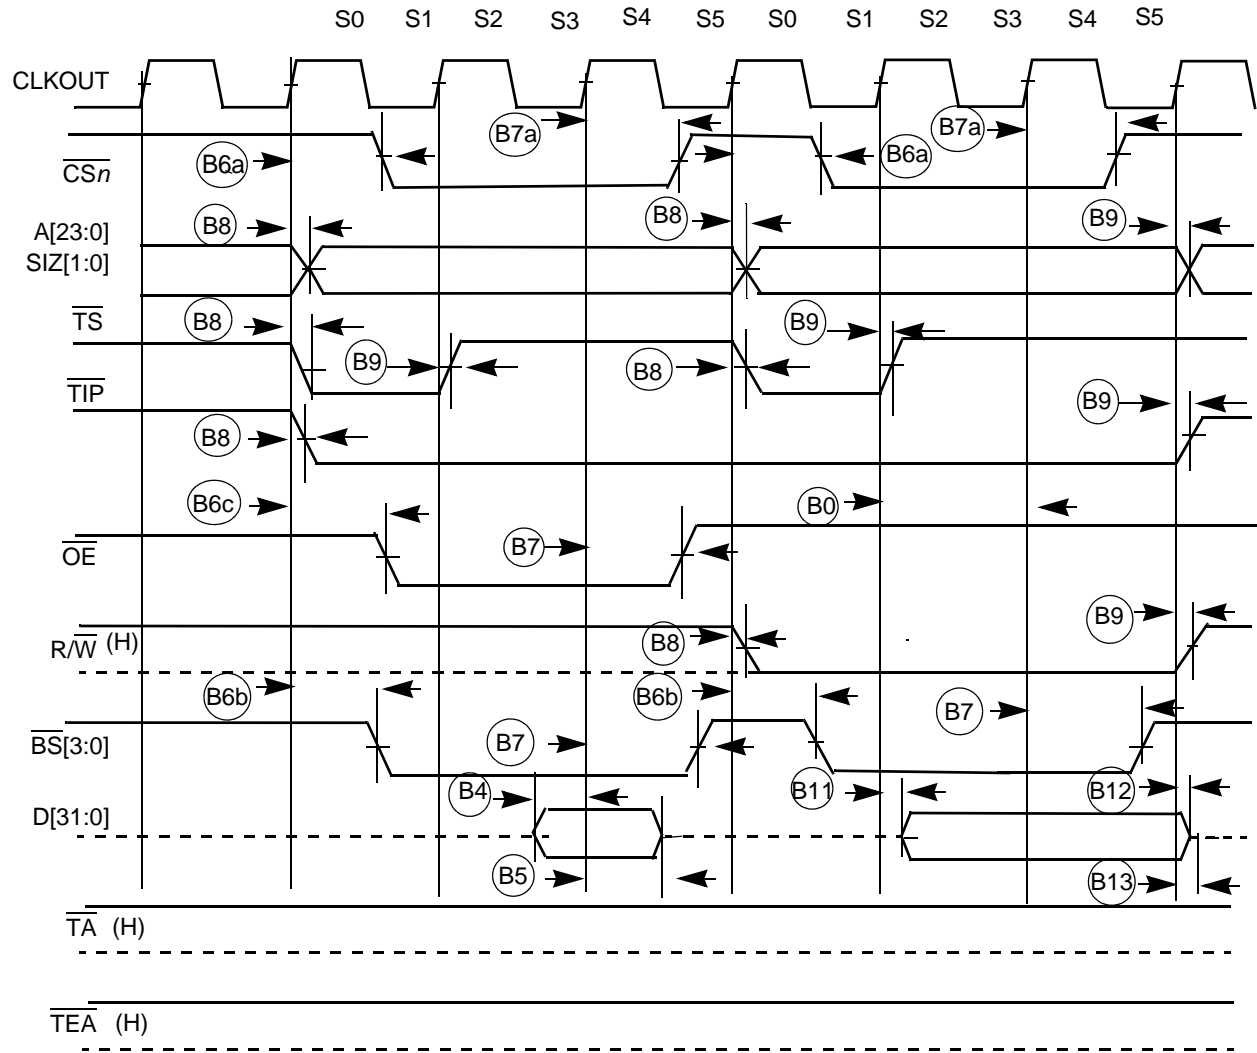 S0 S1 S2 S3 S4 S5 S0 S1 S2 S3 S4 S5
CLKOUT
B7a B7a
CSn B6a B6a
A[23:0] B8 B8 B9
SIZ[1:0]
TS B8 B9
B9 B8
TIP B9
B8
B6c B0
OE B7
R/W (H) B8 B9
B6b B6b B7
BS[3:0] B7
B4 B11 B12
D[31:0]
B5 B13
TA (H)
TEA (H)